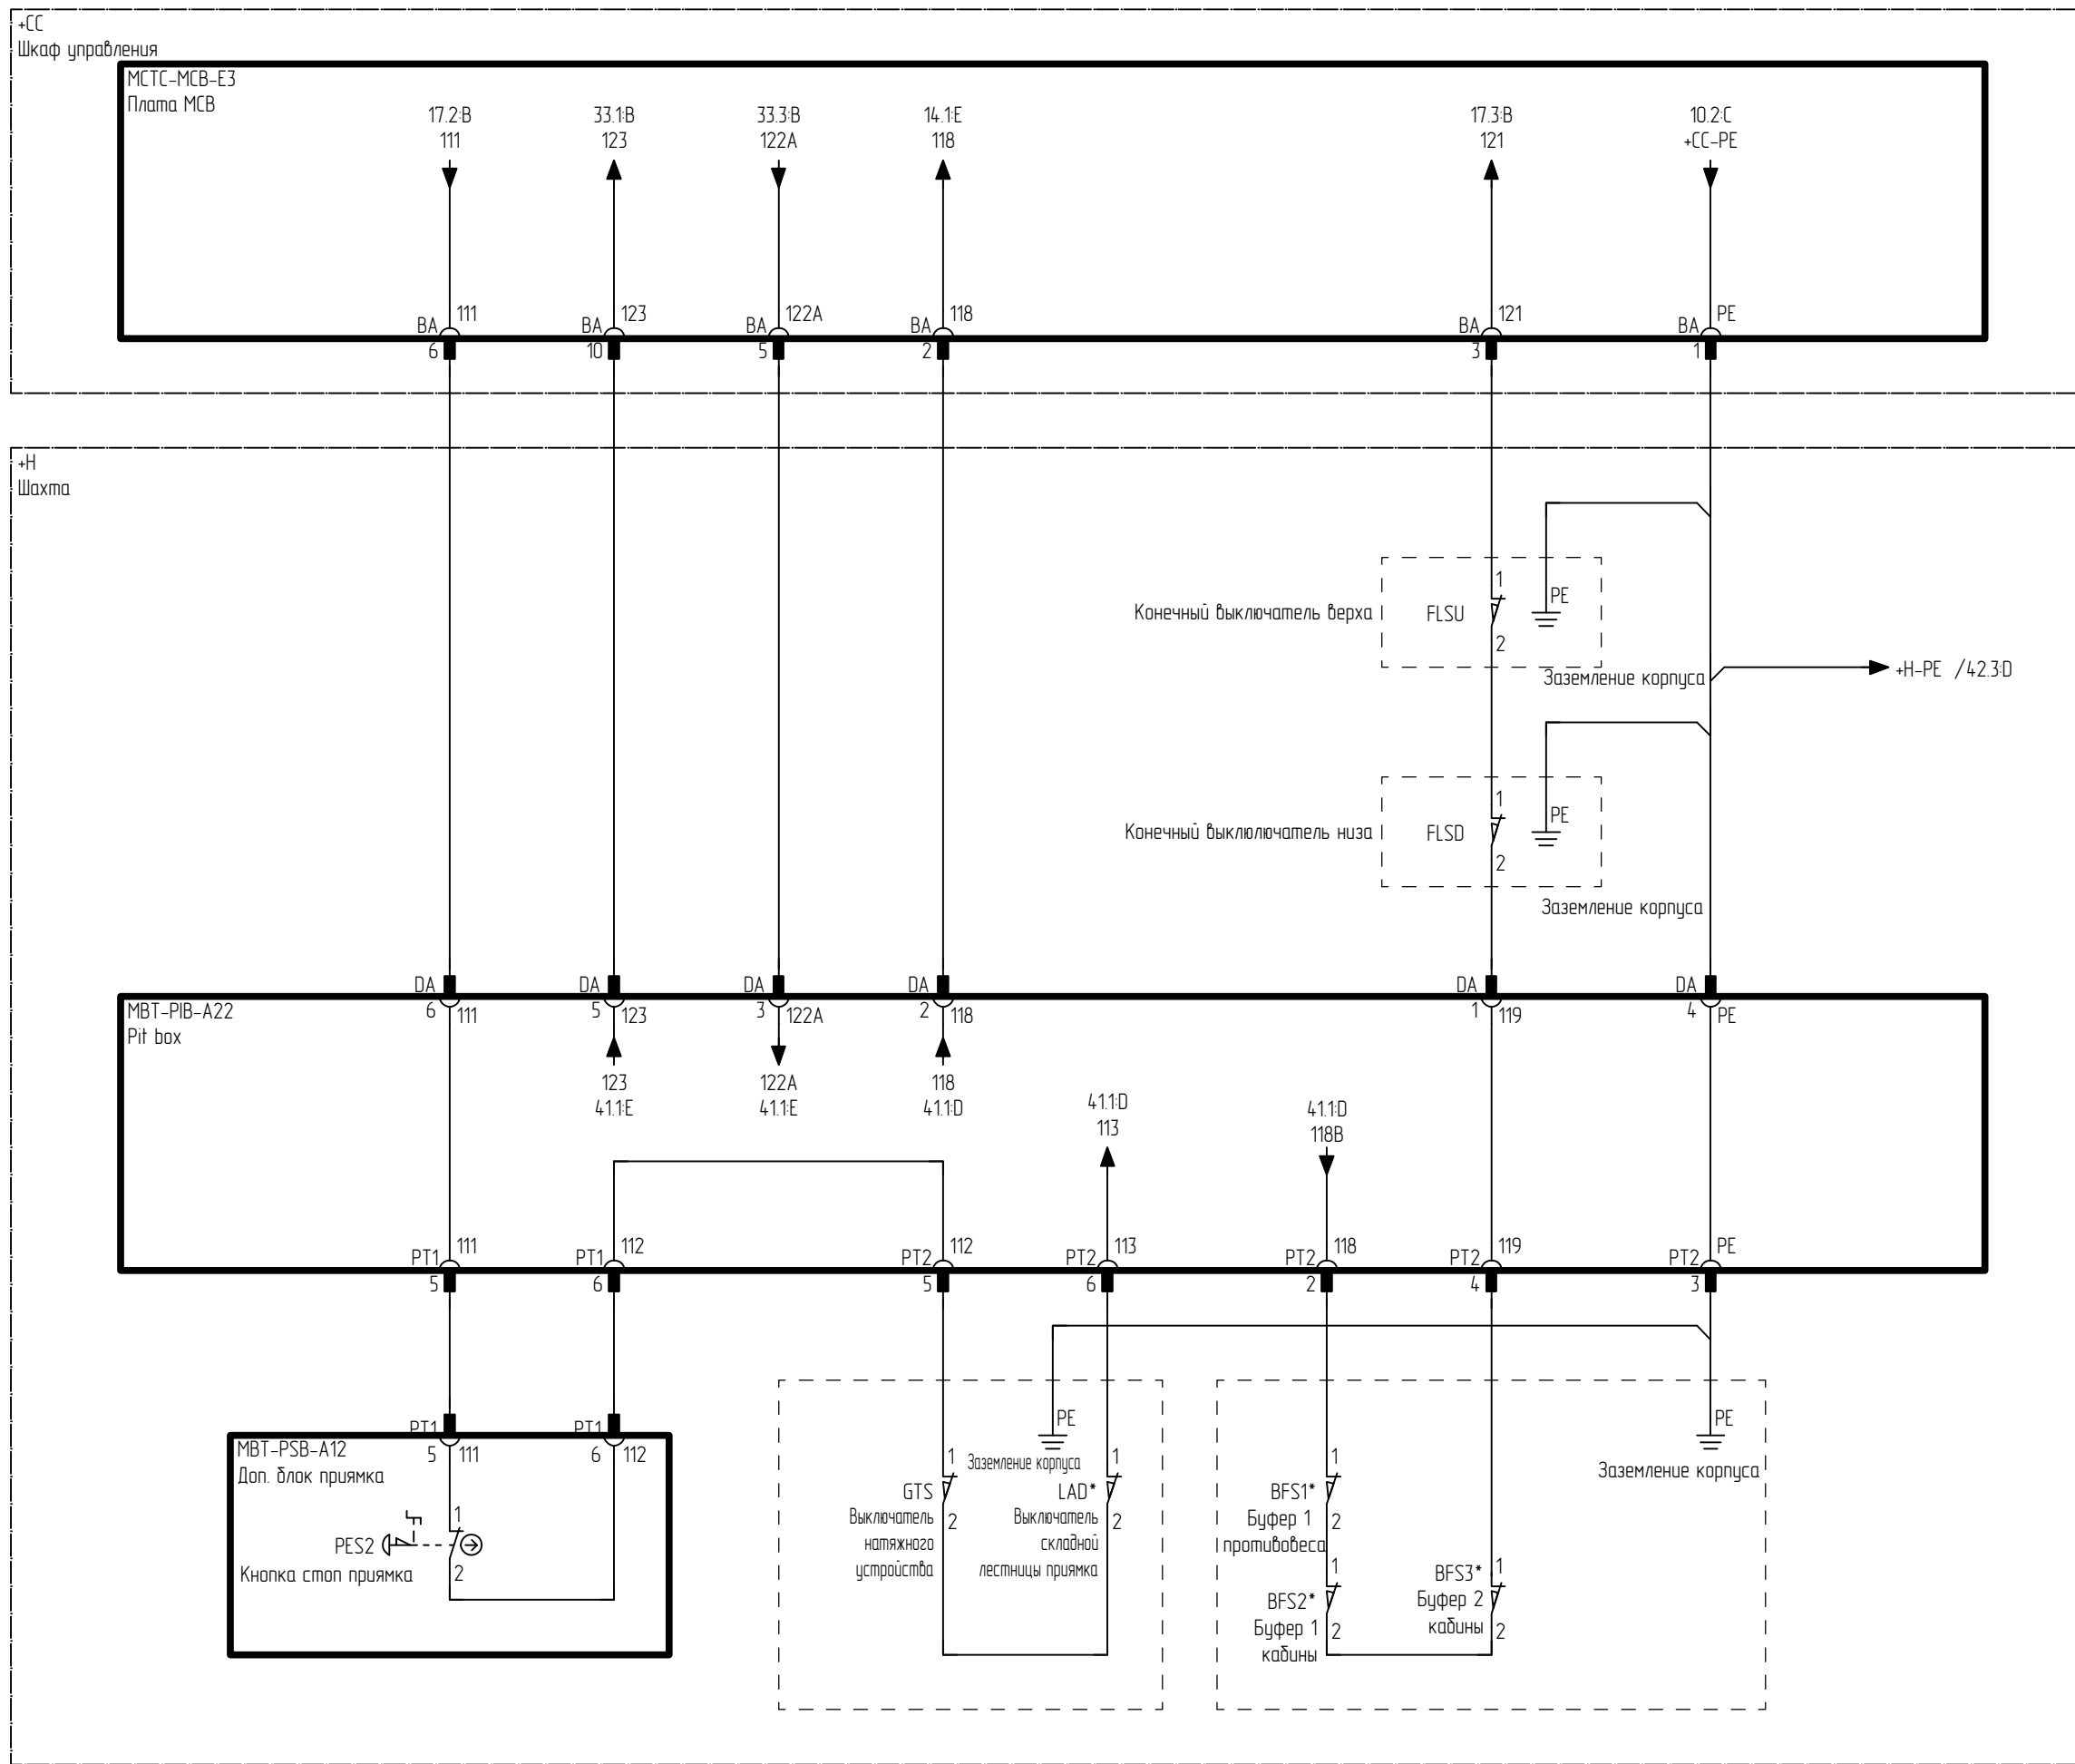 +CC
Шкаф управления
MCTC-MCB-E3
Плата MCB
17.2:B 33.1:B 33.3:B 14.1:E 17.3:B 10.2:C
111 123 122A 118 121 +CC-PE
111 123 122A 118 121 PE
BA BA BA BA BA BA
6 10 5 2 3 1
+H
Шахта
1
PE
Конечный выключатель верха FLSU
2
Заземление корпуса
+H-PE /42.3:D
1
PE
Конечный выклюлючатель низа FLSD
2
Заземление корпуса
DA DA DA DA DA DA
6 5 3 2 1 4
111 123 122A 118 119 PE
MBT-PIB-A22
Pit box
123 122A 118
41.1:E 41.1:E 41.1:D
41.1:D 41.1:D
113 118B
111 112 112 113 118 119 PE
PT1 PT1 PT2 PT2 PT2 PT2 PT2
5 6 5 6 2 4 3
PT1 PT1
5 111 6 112
MBT-PSB-A12
Доп. блок приямка
1
PES2
2
Кнопка стоп приямка
PE
Заземление корпуса
1
GTS
2
Выключатель
натяжного
устройства
1
LAD*
2
Выключатель
складной
лестницы приямка
1
BFS1*
2
Буфер 1
противовеса
1
BFS2*
2
Буфер 1
кабины
1
BFS3*
Буфер 2
кабины
2
PE
Заземление корпуса